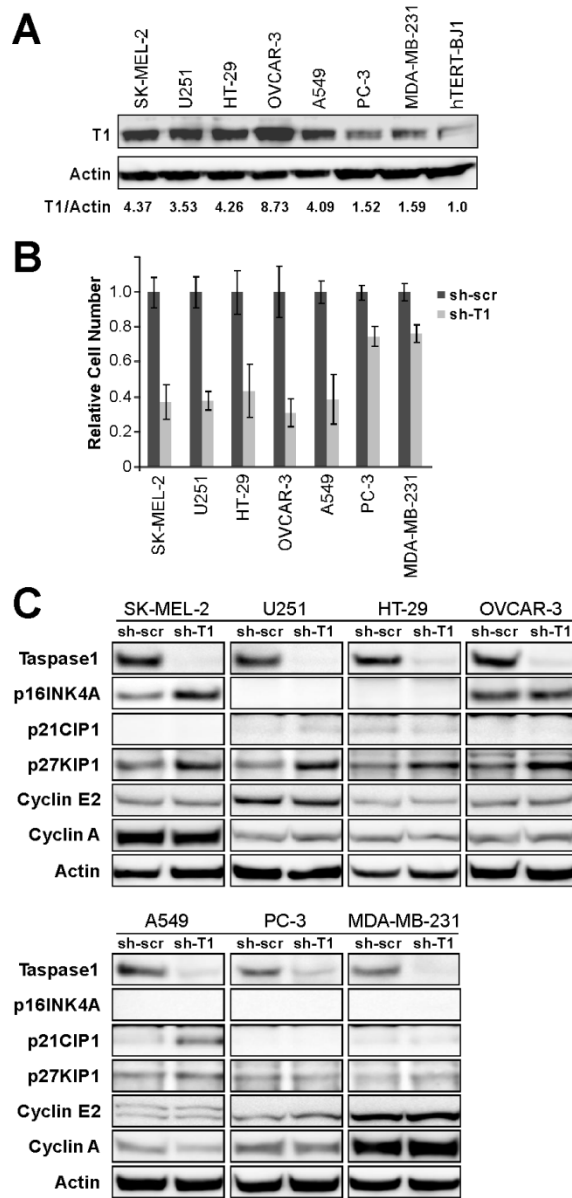 A
SK-MEL-2 U251 HT-29 OVCAR-3 A549 PC-3 MDA-MB-231 hTERT-BJ1
T1
Actin
T1/Actin 4.37 3.53 4.26 8.73 4.09 1.52 1.59 1.0
B
Relative Cell Number
1.0
0.8
0.6
0.4
0.2
0
sh-scr
sh-T1
SK-MEL-2 U251 HT-29 OVCAR-3 A549 PC-3 MDA-MB-231
C
SK-MEL-2 U251 HT-29 OVCAR-3
sh-scr sh-T1 sh-scr sh-T1 sh-scr sh-T1 sh-scr sh-T1
Taspase1
p16INK4A
p21CIP1
p27KIP1
Cyclin E2
Cyclin A
Actin
A549 PC-3 MDA-MB-231
sh-scr sh-T1 sh-scr sh-T1 sh-scr sh-T1
Taspase1
p16INK4A
p21CIP1
p27KIP1
Cyclin E2
Cyclin A
Actin